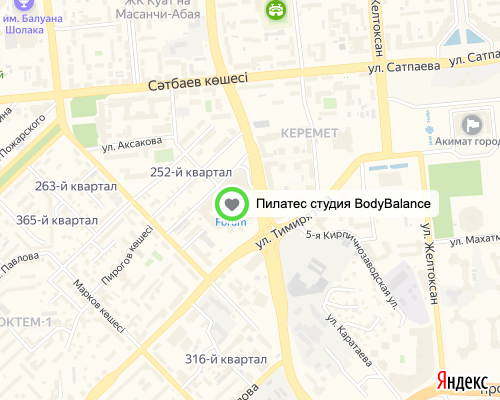 им. Балуана
Шолака
ЖК Куат на
Масанчи-Абая
ул. Желтоксан
ул. Сатпаева
ул. Сатпаева
Сәтбаев көшесі
Пожарского
ул. Аксакова
КЕРЕМЕТ
Акимат город
252-й квартал
263-й квартал
365-й квартал
Пилатес студия BodyBalance
Forum
ул. Тимиря
5-я Кирпичнозаводская ул.
ул. Желтоксан
ул. Махатм
Павлова
Пирогов көшесі
Марков көшесі
ОКТЕМ-1
316-й квартал
ул. Каратаева
Яндекс